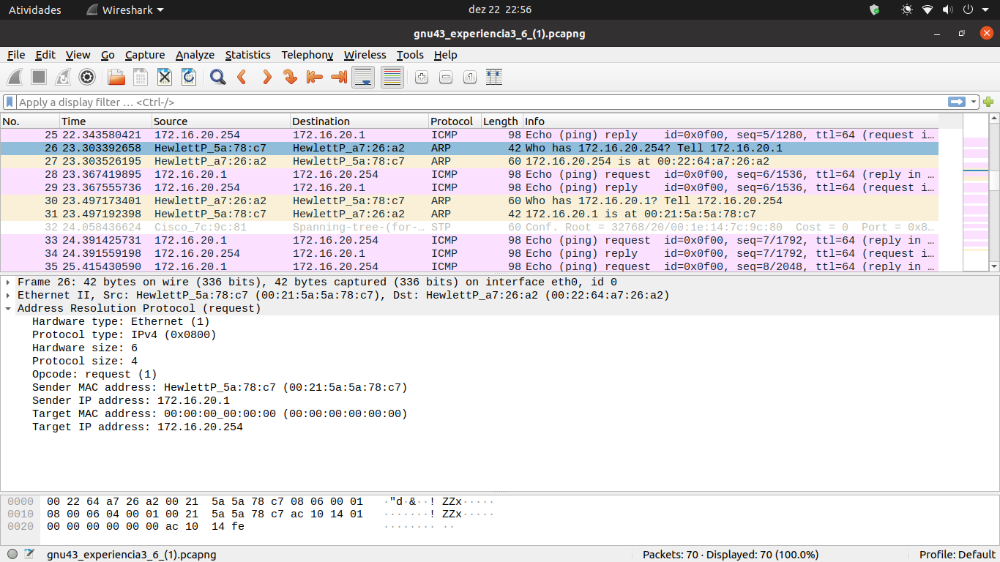 Atividades Wireshark dez 22 22:56
gnu43_experiencia3_6_(1).pcapng
File Edit View Go Capture Analyze Statistics Telephony Wireless Tools Help
Apply a display filter … <Ctrl-/>
No. Time Source Destination Protocol Length Info
25 22.343580421 172.16.20.254 172.16.20.1 ICMP 98 Echo (ping) reply id=0x0f00, seq=5/1280, ttl=64 (request i…
26 23.303392658 HewlettP_5a:78:c7 HewlettP_a7:26:a2 ARP 42 Who has 172.16.20.254? Tell 172.16.20.1
27 23.303526195 HewlettP_a7:26:a2 HewlettP_5a:78:c7 ARP 60 172.16.20.254 is at 00:22:64:a7:26:a2
28 23.367419895 172.16.20.1 172.16.20.254 ICMP 98 Echo (ping) request id=0x0f00, seq=6/1536, ttl=64 (reply in …
29 23.367555736 172.16.20.254 172.16.20.1 ICMP 98 Echo (ping) reply id=0x0f00, seq=6/1536, ttl=64 (request i…
30 23.497173401 HewlettP_a7:26:a2 HewlettP_5a:78:c7 ARP 60 Who has 172.16.20.1? Tell 172.16.20.254
31 23.497192398 HewlettP_5a:78:c7 HewlettP_a7:26:a2 ARP 42 172.16.20.1 is at 00:21:5a:5a:78:c7
32 24.058436624 Cisco_7c:9c:81 Spanning-tree-(for-… STP 60 Conf. Root = 32768/20/00:1e:14:7c:9c:80 Cost = 0 Port = 0x8…
33 24.391425731 172.16.20.1 172.16.20.254 ICMP 98 Echo (ping) request id=0x0f00, seq=7/1792, ttl=64 (reply in …
34 24.391559198 172.16.20.254 172.16.20.1 ICMP 98 Echo (ping) reply id=0x0f00, seq=7/1792, ttl=64 (request i…
35 25.415430590 172.16.20.1 172.16.20.254 ICMP 98 Echo (ping) request id=0x0f00, seq=8/2048, ttl=64 (reply in …
Frame 26: 42 bytes on wire (336 bits), 42 bytes captured (336 bits) on interface eth0, id 0
Ethernet II, Src: HewlettP_5a:78:c7 (00:21:5a:5a:78:c7), Dst: HewlettP_a7:26:a2 (00:22:64:a7:26:a2)
Address Resolution Protocol (request)
Hardware type: Ethernet (1)
Protocol type: IPv4 (0x0800)
Hardware size: 6
Protocol size: 4
Opcode: request (1)
Sender MAC address: HewlettP_5a:78:c7 (00:21:5a:5a:78:c7)
Sender IP address: 172.16.20.1
Target MAC address: 00:00:00_00:00:00 (00:00:00:00:00:00)
Target IP address: 172.16.20.254
0000 00 22 64 a7 26 a2 00 21 5a 5a 78 c7 08 06 00 01 ·"d·&··! ZZx·····
0010 08 00 06 04 00 01 00 21 5a 5a 78 c7 ac 10 14 01 ·······! ZZx·····
0020 00 00 00 00 00 00 ac 10 14 fe ········ ··
gnu43_experiencia3_6_(1).pcapng Packets: 70 · Displayed: 70 (100.0%) Profile: Default